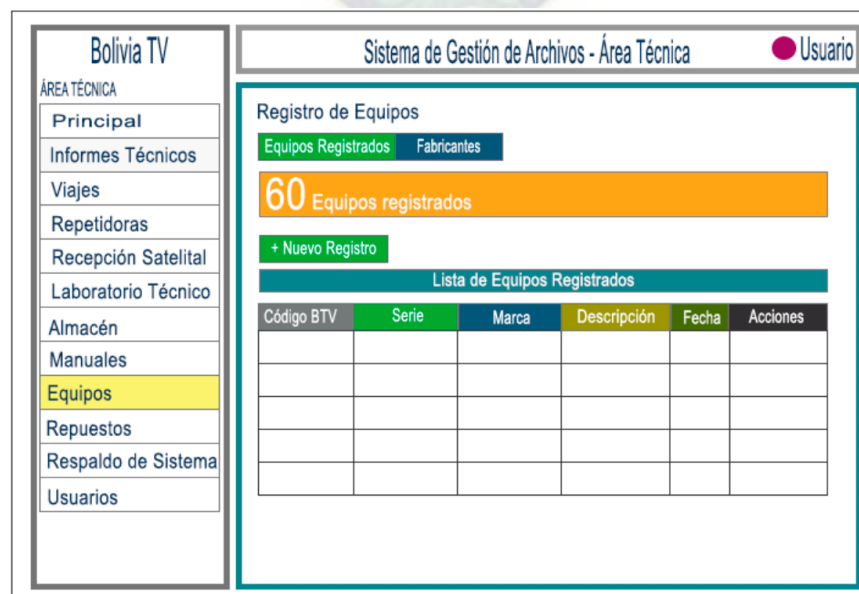 Bolivia TV
ÁREA TÉCNICA
Principal
Informes Técnicos
Viajes
Repetidoras
Recepción Satelital
Laboratorio Técnico
Almacén
Manuales
Equipos
Repuestos
Respaldo de Sistema
Usuarios
Sistema de Gestión de Archivos - Área Técnica
Usuario
Registro de Equipos
Equipos Registrados Fabricantes
60 Equipos registrados
+ Nuevo Registro
Lista de Equipos Registrados
Código BTV Serie Marca Descripción Fecha Acciones